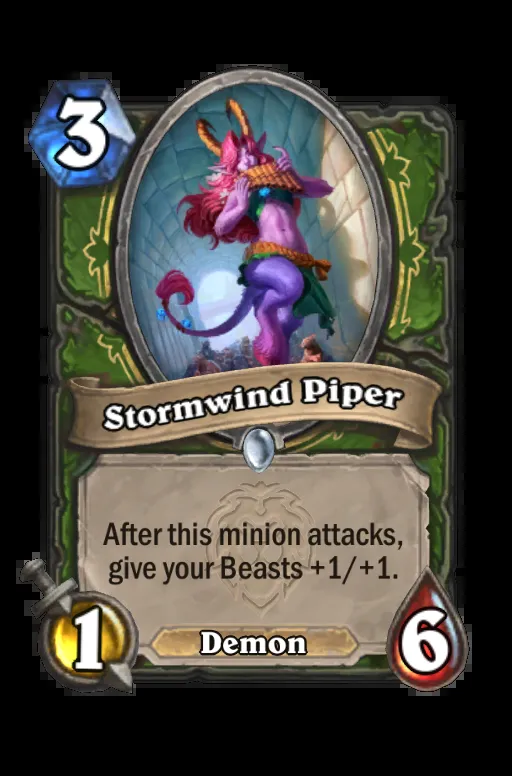 3
Stormwind Piper
After this minion attacks,
give your Beasts +1/+1.
1
Demon
6